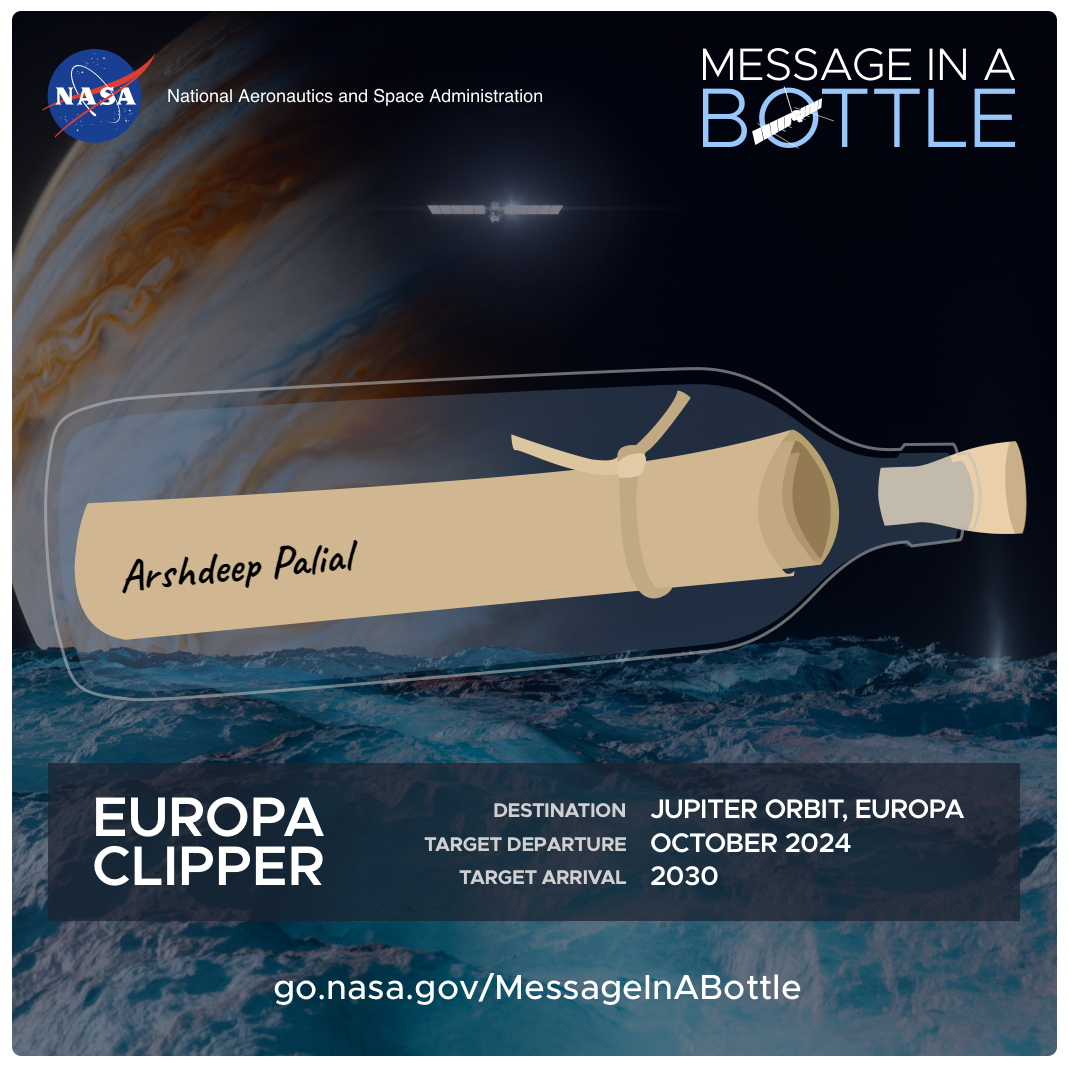 NASA
National Aeronautics and Space Administration
MESSAGE IN A
BOTTLE
Arshdeep Palial
EUROPA
CLIPPER
DESTINATION JUPITER ORBIT, EUROPA
TARGET DEPARTURE OCTOBER 2024
TARGET ARRIVAL 2030
go.nasa.gov/MessageInABottle